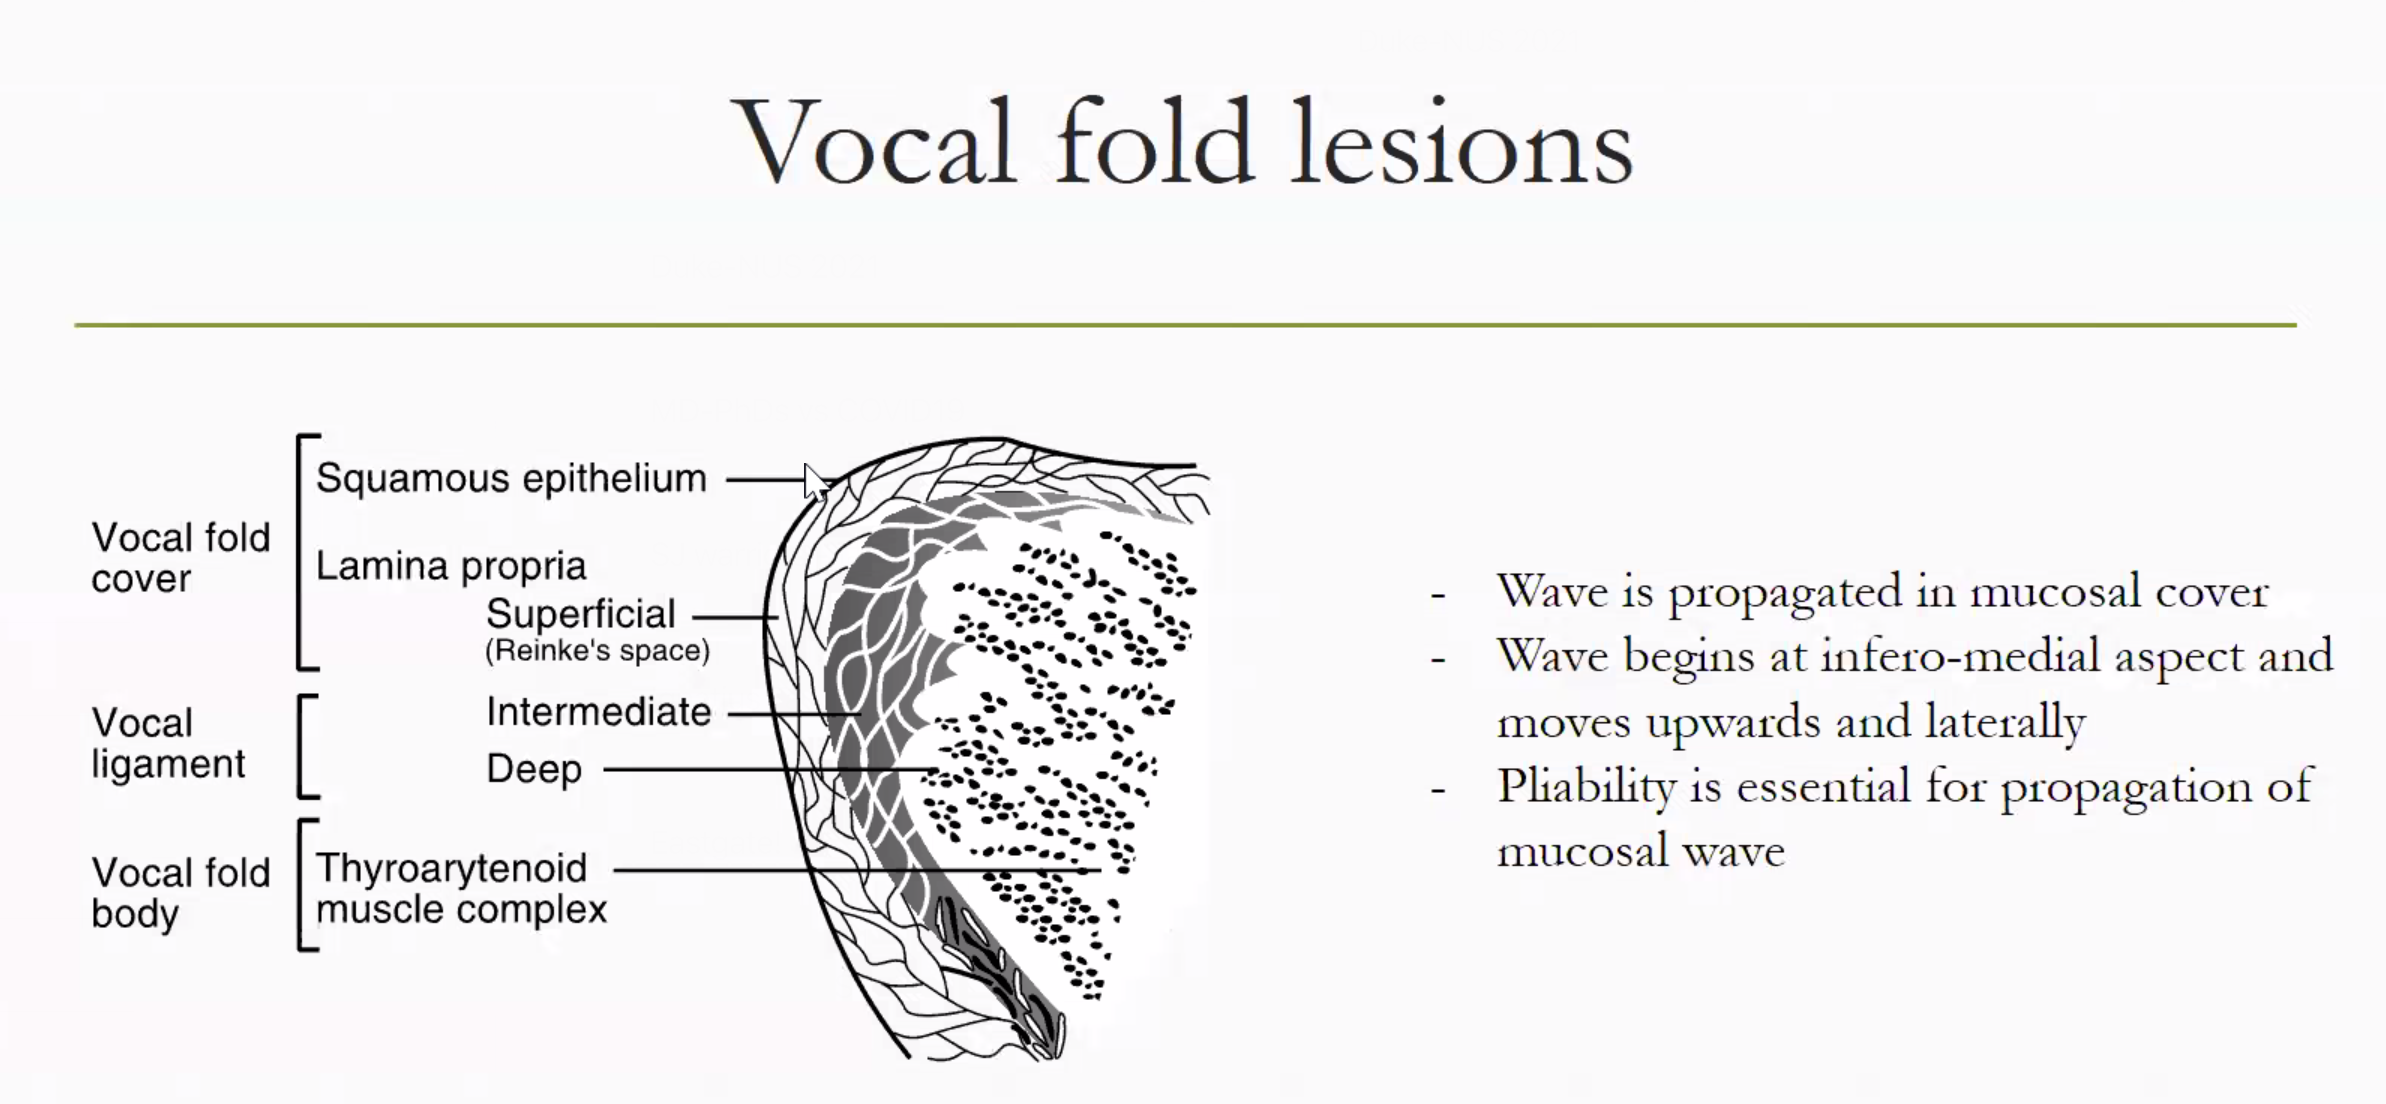 Vocal fold lesions
Vocal fold
cover
Squamous epithelium
Lamina propria
Superficial
(Reinke's space)
Vocal
ligament
Intermediate
Deep
Vocal fold
body
Thyroarytenoid
muscle complex
- Wave is propagated in mucosal cover
- Wave begins at infero-medial aspect and
moves upwards and laterally
- Pliability is essential for propagation of
mucosal wave